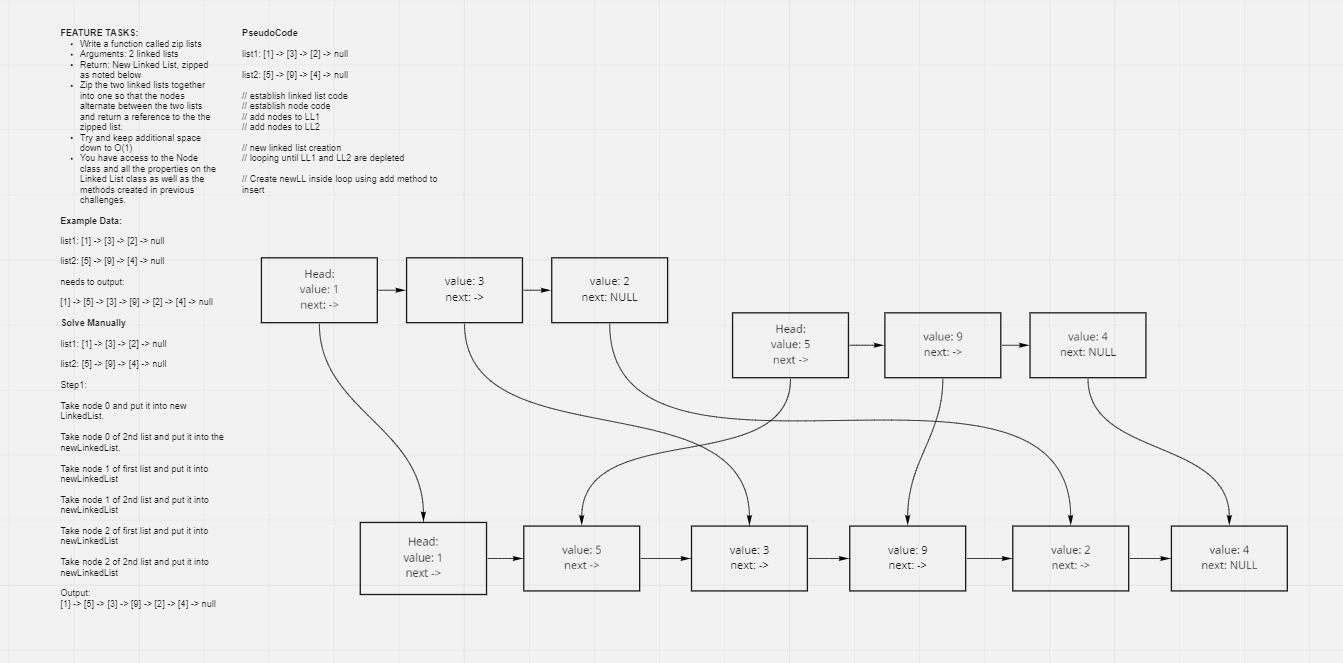 FEATURE TASKS:
• Write a function called zip lists
• Arguments: 2 linked lists
• Return: New Linked List, zipped
as noted below
• Zip the two linked lists together
into one so that the nodes
alternate between the two lists
and return a reference to the the
zipped list.
• Try and keep additional space
down to O(1)
• You have access to the Node
class and all the properties on the
Linked List class as well as the
methods created in previous
challenges.
Example Data:
list1: [1] -> [3] -> [2] -> null
list2: [5] -> [9] -> [4] -> null
needs to output:
[1] -> [5] -> [3] -> [9] -> [2] -> [4] -> null
Solve Manually
list1: [1] -> [3] -> [2] -> null
list2: [5] -> [9] -> [4] -> null
Step1:
Take node 0 and put it into new
LinkedList.
Take node 0 of 2nd list and put it into the
newLinkedList.
Take node 1 of first list and put it into
newLinkedList
Take node 1 of 2nd list and put it into
newLinkedList
Take node 2 of first list and put it into
newLinkedList
Take node 2 of 2nd list and put it into
newLinkedList
Output:
[1] -> [5] -> [3] -> [9] -> [2] -> [4] -> null
PseudoCode
list1: [1] -> [3] -> [2] -> null
list2: [5] -> [9] -> [4] -> null
// establish linked list code
// establish node code
// add nodes to LL1
// add nodes to LL2
// new linked list creation
// looping until LL1 and LL2 are depleted
// Create newLL inside loop using add method to
insert
Head:
value: 1
next: ->
value: 3
next: ->
value: 2
next: NULL
Head:
value: 5
next ->
value: 9
next: ->
value: 4
next: NULL
Head:
value: 1
next ->
value: 5
next ->
value: 3
next: ->
value: 9
next: ->
value: 2
next: ->
value: 4
next: NULL